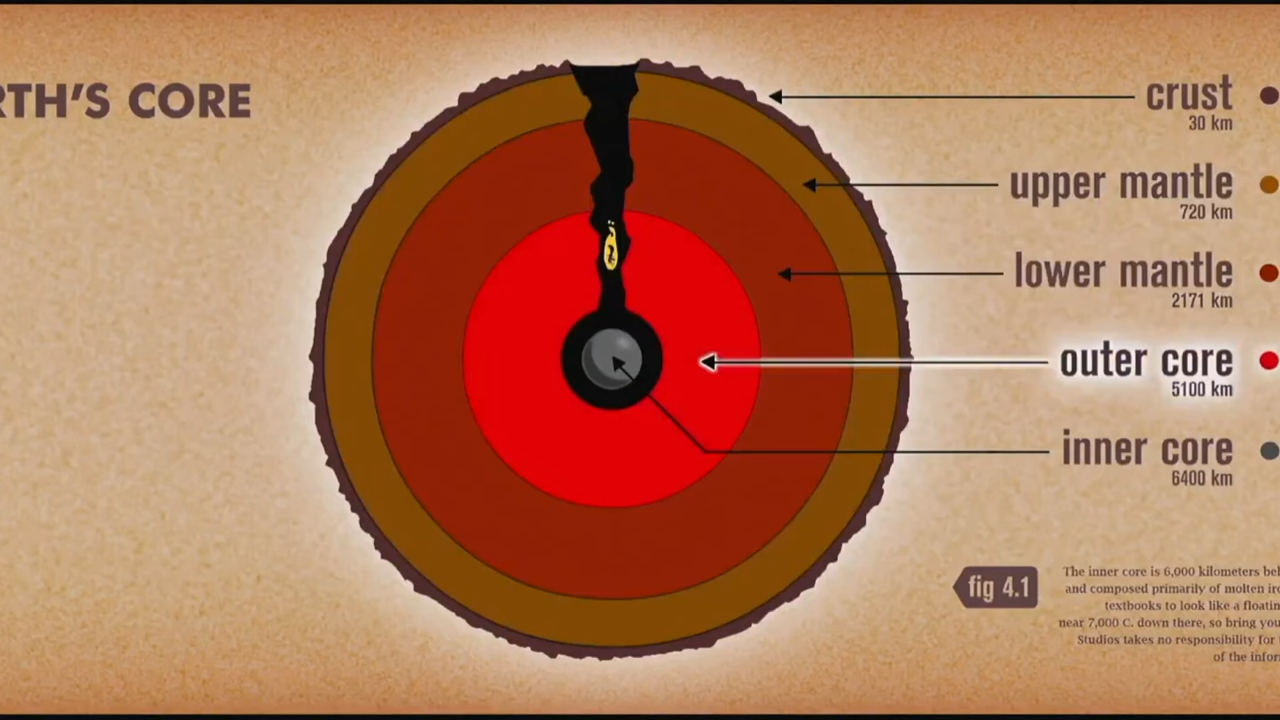 RTH'S CORE
crust
30 km
upper mantle
720 km
lower mantle
2171 km
outer core
5100 km
inner core
6400 km
fig 4.1
The inner core is 6,000 kilometers bel
and composed primarily of molten iro
textbooks to look like a floatin
near 7,000 C. down there, so bring you
Studios takes no responsibility for t
of the infor